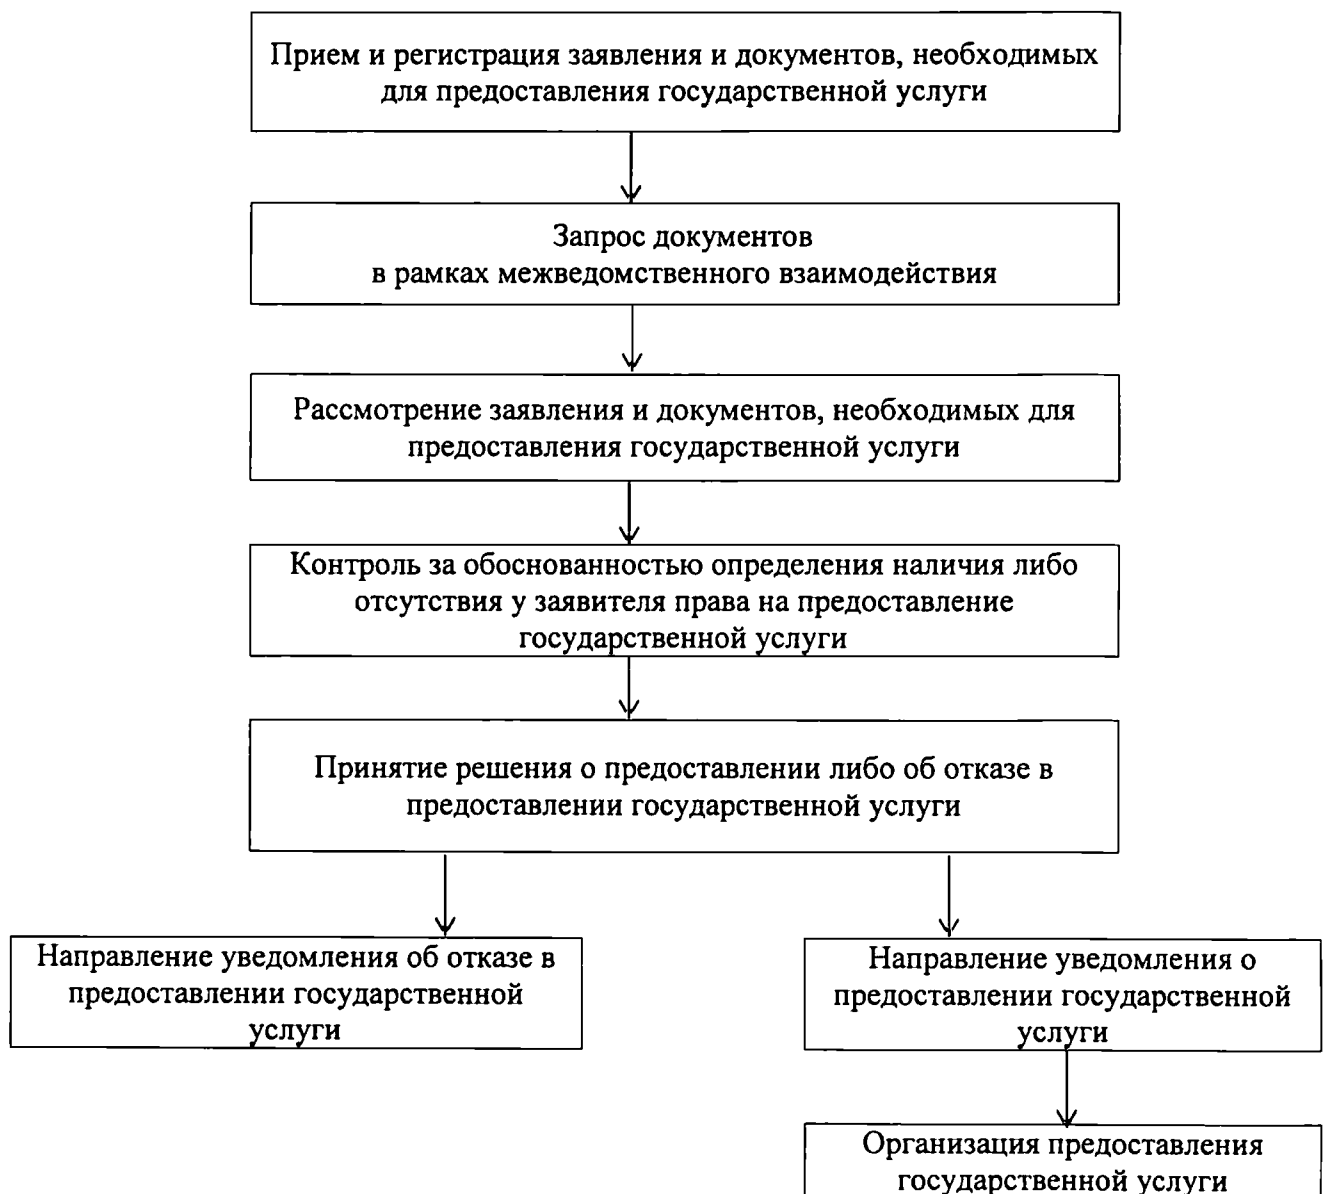 Прием и регистрация заявления и документов, необходимых
для предоставления государственной услуги
Запрос документов
в рамках межведомственного взаимодействия
Рассмотрение заявления и документов, необходимых для
предоставления государственной услуги
Контроль за обоснованностью определения наличия либо
отсутствия у заявителя права на предоставление
государственной услуги
Принятие решения о предоставлении либо об отказе в
предоставлении государственной услуги
Направление уведомления об отказе в
предоставлении государственной
услуги
Направление уведомления о
предоставлении государственной
услуги
Организация предоставления
государственной услуги